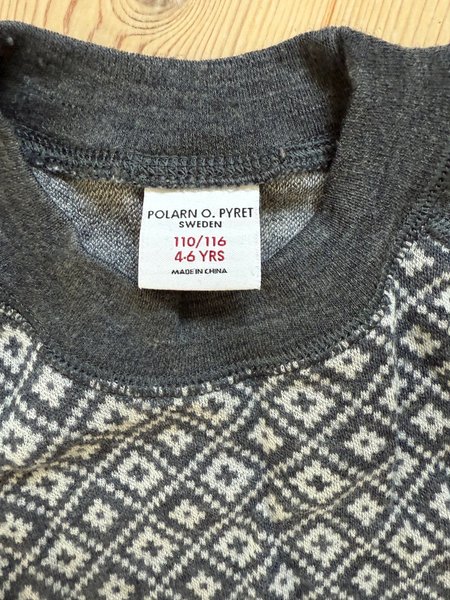 POLARN O. PYRET
SWEDEN
110/116
4-6 YRS
MADE IN CHINA